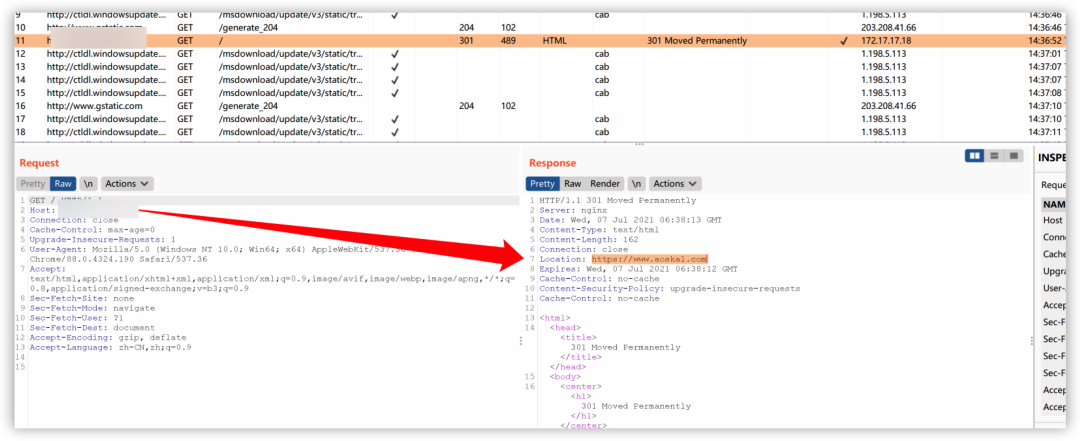 9 http://ctldl.windowsupdate.... GET /msdownload/update/v3/static/tr... ✓ cab 1.198.5.113 14:36:46
10 GET /generate_204 204 102 203.208.41.66 14:36:46
11 h GET / 301 489 HTML 301 Moved Permanently ✓ 172.17.17.18 14:36:52
12 http://ctldl.windowsupdate.... GET /msdownload/update/v3/static/tr... ✓ cab 1.198.5.113 14:37:01
13 http://ctldl.windowsupdate.... GET /msdownload/update/v3/static/tr... ✓ cab 1.198.5.113 14:37:07
14 http://ctldl.windowsupdate.... GET /msdownload/update/v3/static/tr... ✓ cab 1.198.5.113 14:37:07
15 http://ctldl.windowsupdate.... GET /msdownload/update/v3/static/tr... ✓ cab 1.198.5.113 14:37:08
16 http://www.gstatic.com GET /generate_204 204 102 203.208.41.66 14:37:10
17 http://ctldl.windowsupdate.... GET /msdownload/update/v3/static/tr... ✓ cab 1.198.5.113 14:37:10
18 http://ctldl.windowsupdate.... GET /msdownload/update/v3/static/tr... ✓ cab 1.198.5.113 14:37:11
Request
Pretty Raw \n Actions
1 GET /
2 Host:
3 Connection: close
4 Cache-Control: max-age=0
5 Upgrade-Insecure-Requests: 1
6 User-Agent: Mozilla/5.0 (Windows NT 10.0; Win64; x64) AppleWebKit/537.36
Chrome/88.0.4324.190 Safari/537.36
7 Accept:
text/html,application/xhtml+xml,application/xml;q=0.9,image/avif,image/webp,image/apng,*/*;q=
0.8,application/signed-exchange;v=b3;q=0.9
8 Sec-Fetch-Site: none
9 Sec-Fetch-Mode: navigate
10 Sec-Fetch-User: ?1
11 Sec-Fetch-Dest: document
12 Accept-Encoding: gzip, deflate
13 Accept-Language: zh-CN,zh;q=0.9
14
15
Response
Pretty Raw Render \n Actions
1 HTTP/1.1 301 Moved Permanently
2 Server: nginx
3 Date: Wed, 07 Jul 2021 06:38:13 GMT
4 Content-Type: text/html
5 Content-Length: 162
6 Connection: close
7 Location: https://www.aoskal.com
8 Expires: Wed, 07 Jul 2021 06:38:12 GMT
9 Cache-Control: no-cache
10 Content-Security-Policy: upgrade-insecure-requests
11 Cache-Control: no-cache
12
13 <html>
14 <head>
<title>
301 Moved Permanently
</title>
</head>
15 <body>
16 <center>
<h1>
301 Moved Permanently
</h1>
</center>
INSPE
Reque
NAM
Host
Conne
Cache
Upgra
User-
Accep
Sec-F
Sec-F
Sec-F
Sec-F
Accep
Accep